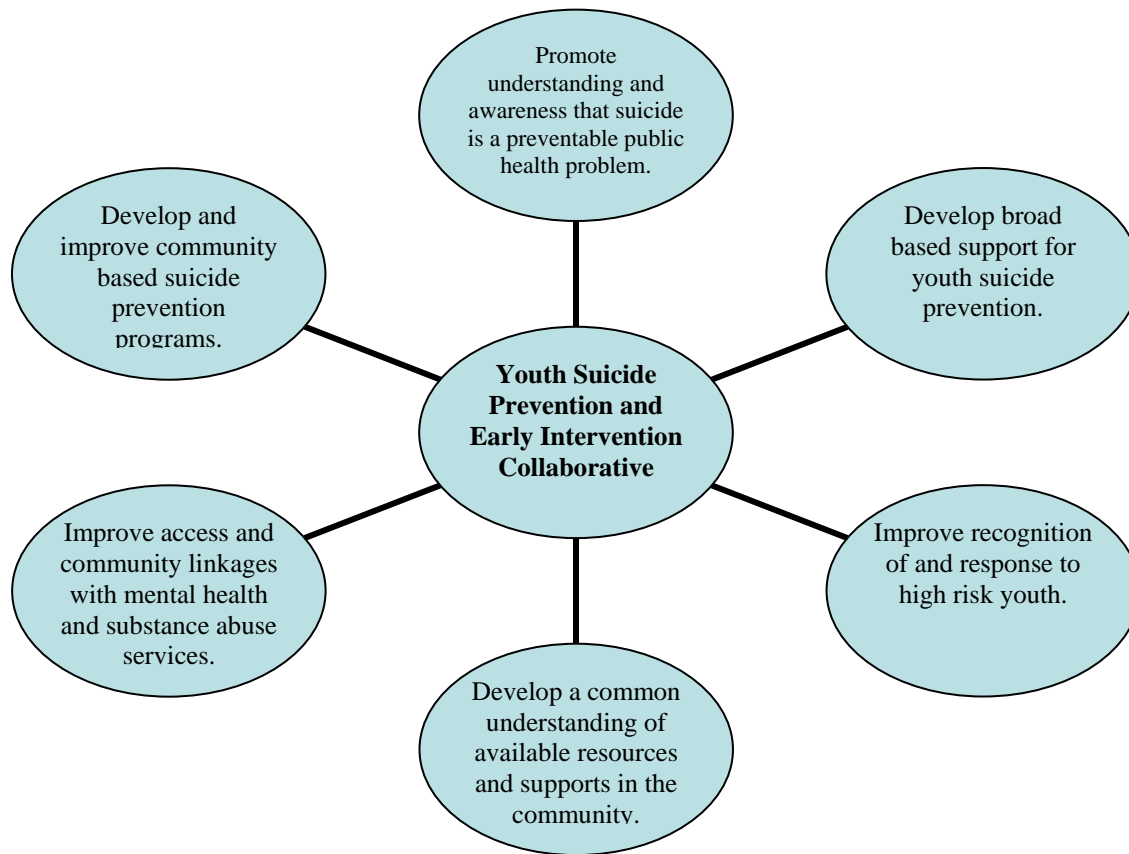 Promote
understanding and
awareness that suicide
is a preventable public
health problem.
Develop and
improve community
based suicide
prevention
programs.
Develop broad
based support for
youth suicide
prevention.
Youth Suicide
Prevention and
Early Intervention
Collaborative
Improve access and
community linkages
with mental health
and substance abuse
services.
Improve recognition
of and response to
high risk youth.
Develop a common
understanding of
available resources
and supports in the
community.